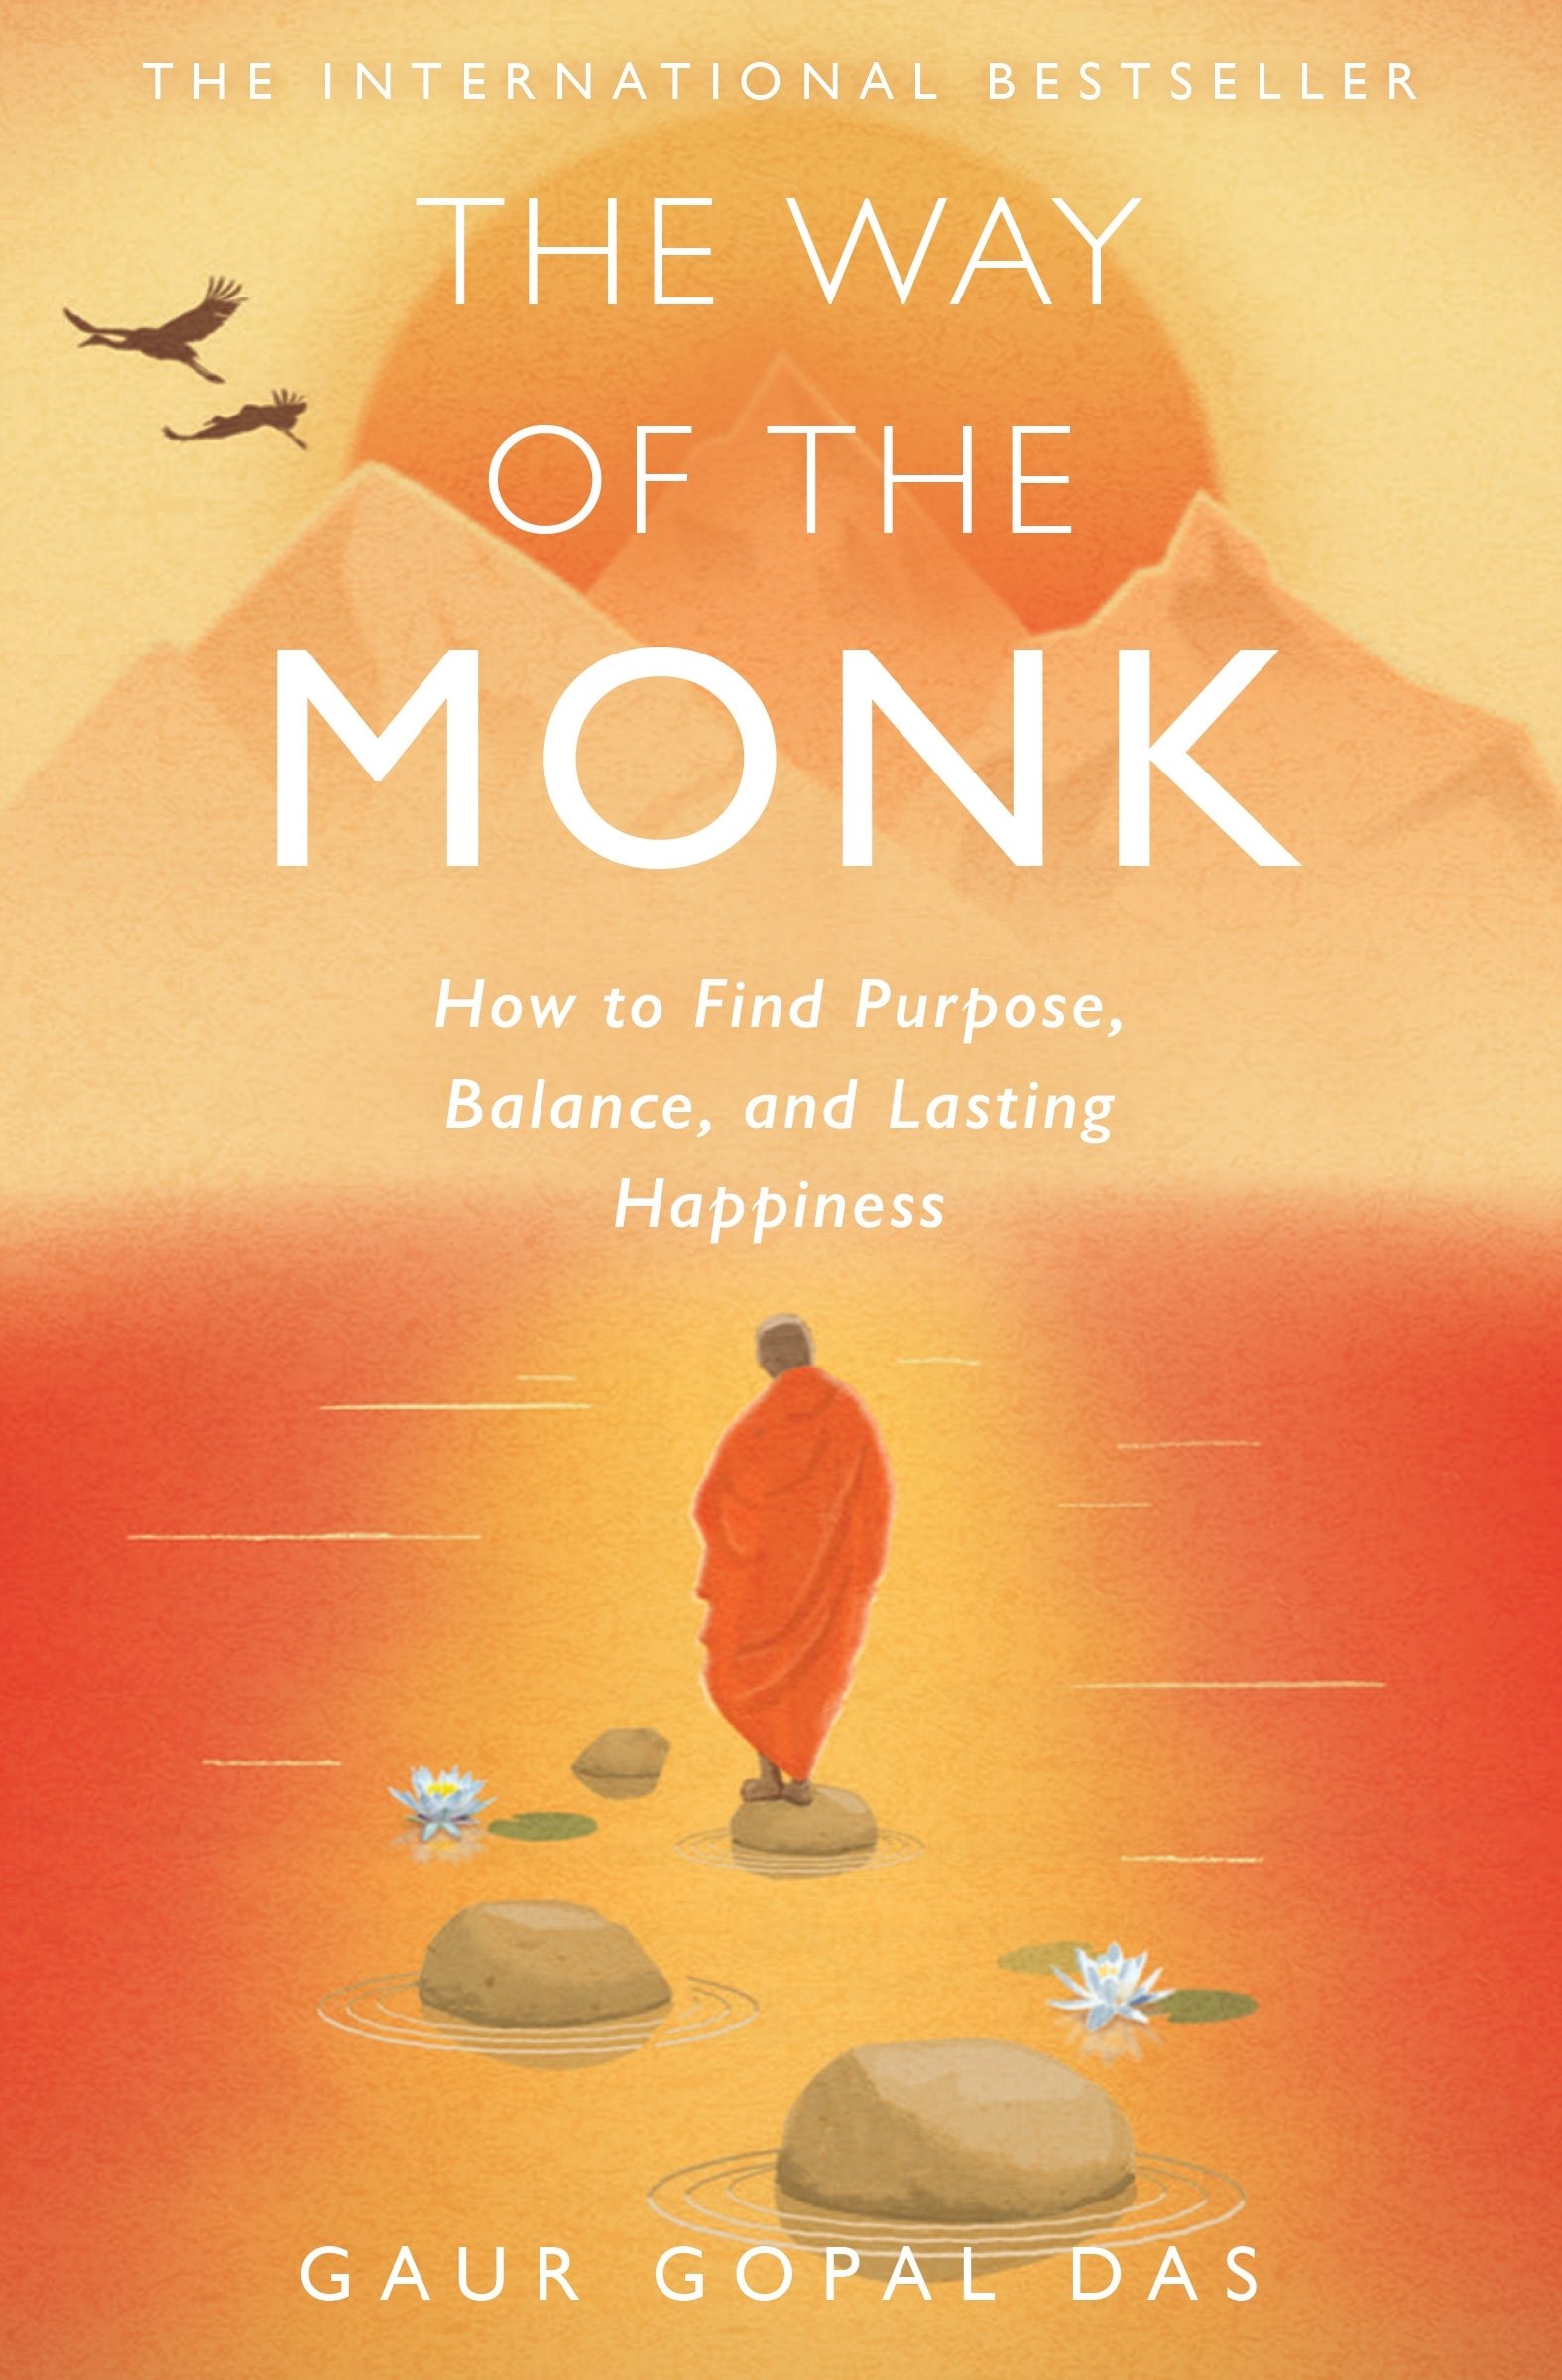 THE INTERNATIONAL BESTSELLER
THE WAY
OF THE
MONK
How to Find Purpose,
Balance, and Lasting
Happiness
GAUR GOPAL DAS